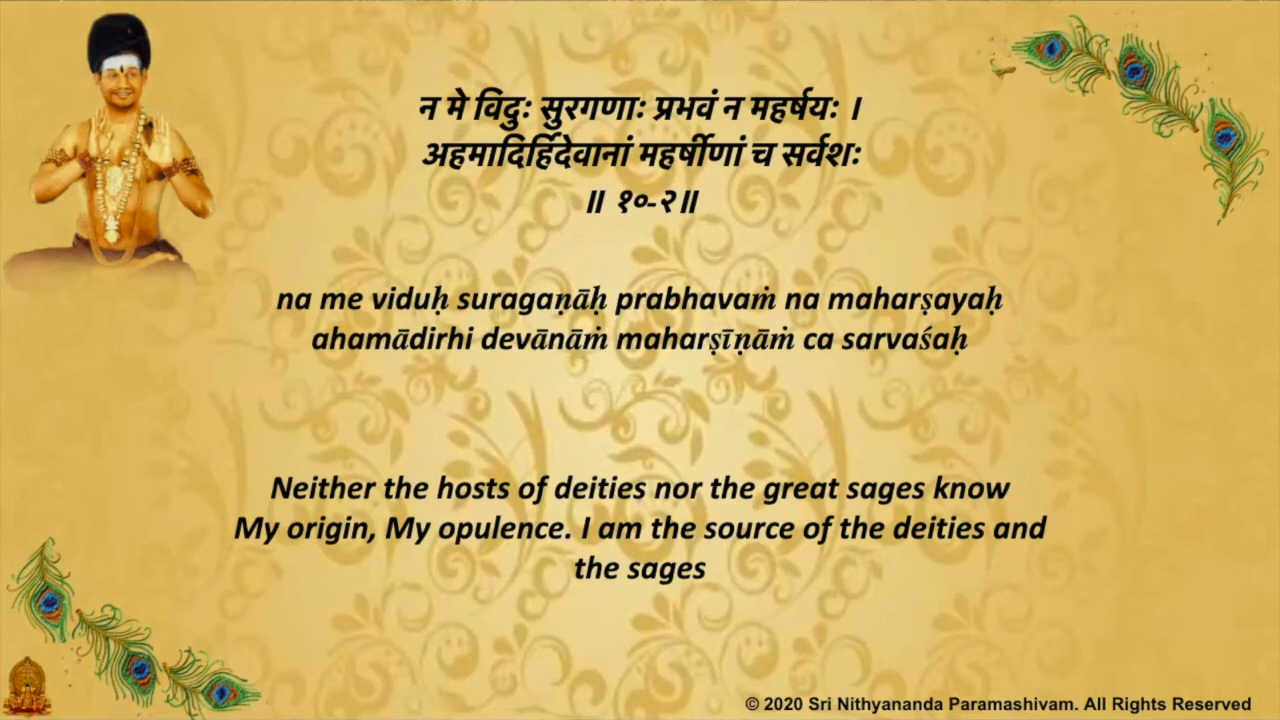 न मे विदुः सुरगणाः प्रभवं न महर्षयः ।
अहमादिर्हिदेवानां महर्षीणां च सर्वशः
॥ १०-२॥
na me viduḥ suragaṇāḥ prabhavaṁ na maharṣayaḥ
ahamādirhi devānāṁ maharṣīṇāṁ ca sarvaśaḥ
Neither the hosts of deities nor the great sages know
My origin, My opulence. I am the source of the deities and
the sages
© 2020 Sri Nithyananda Paramashivam. All Rights Reserved